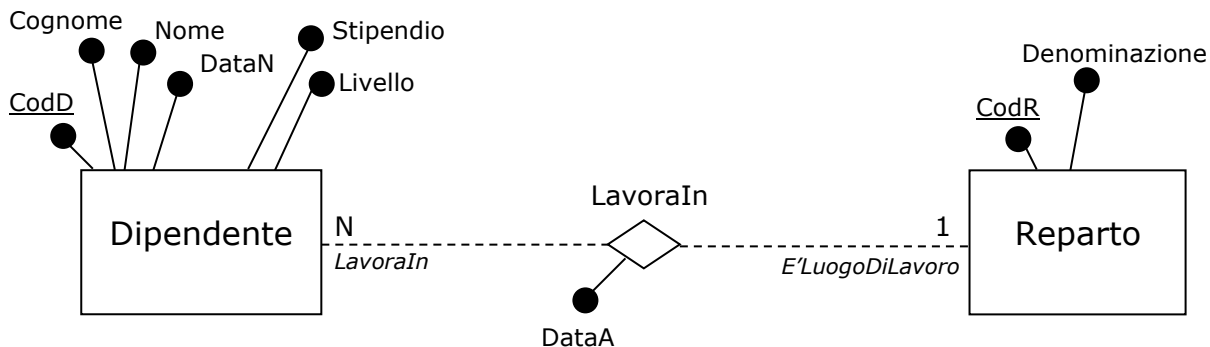 Cognome
Nome
Stipendio
DataN
Livello
CodD
Denominazione
CodR
Dipendente
N
LavoraIn
LavoraIn
1
E'LuogoDiLavoro
Reparto
DataA